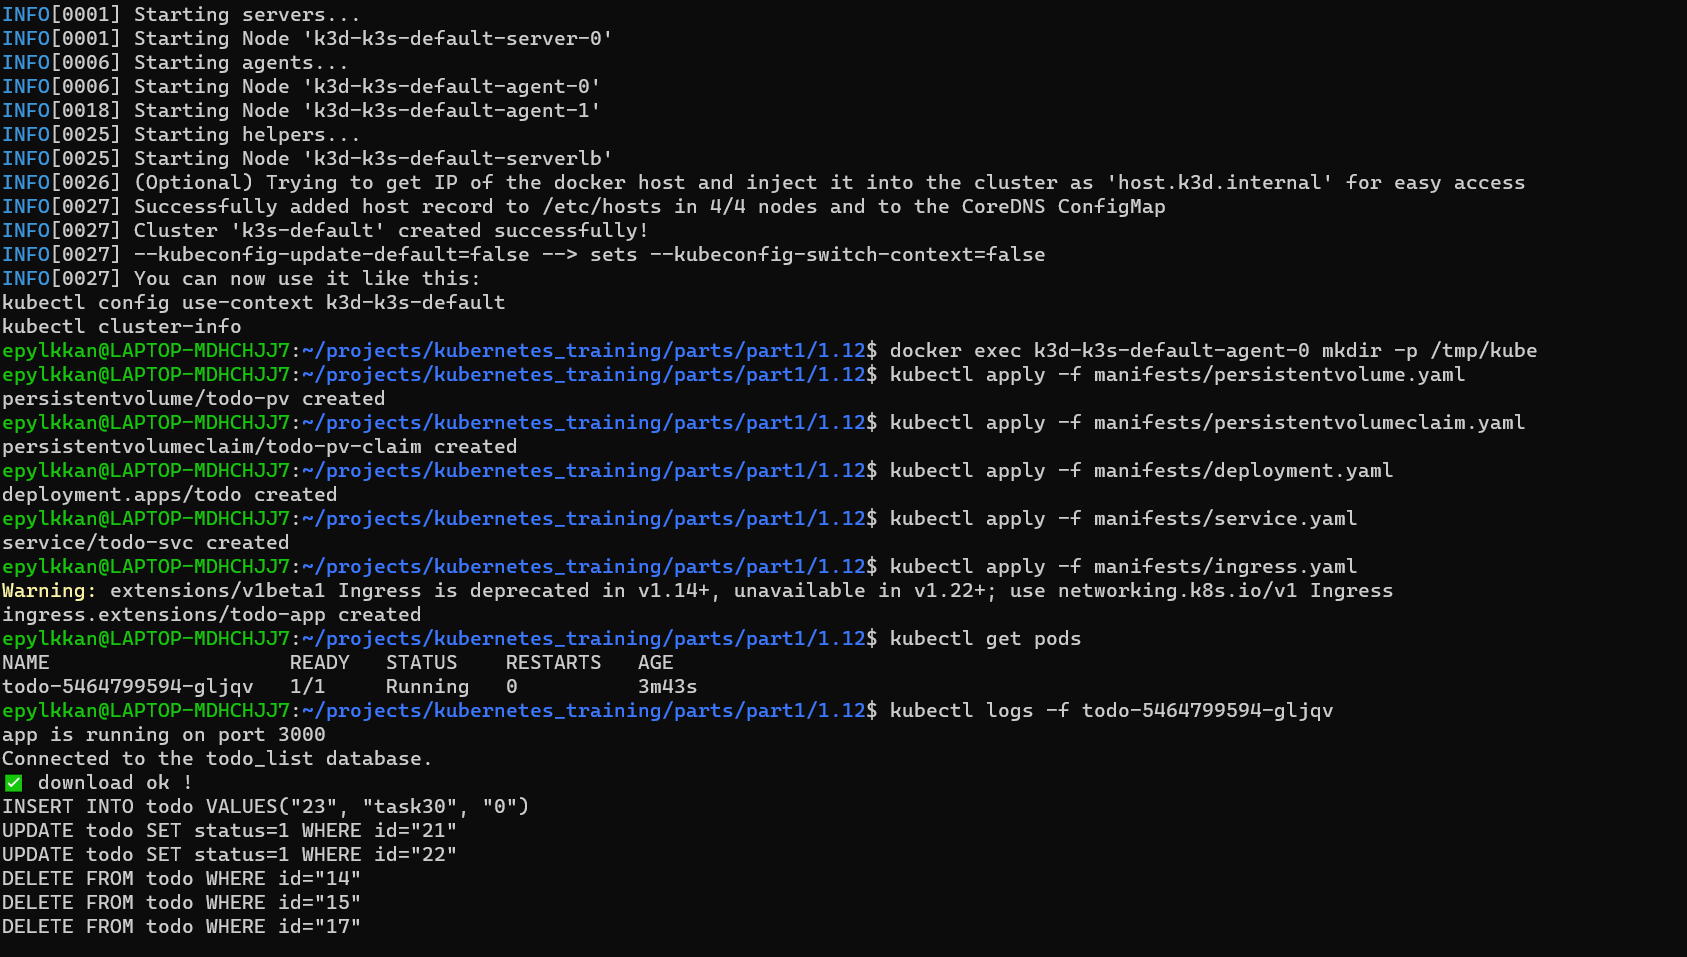 INFO[0001] Starting servers...
INFO[0001] Starting Node 'k3d-k3s-default-server-0'
INFO[0006] Starting agents...
INFO[0006] Starting Node 'k3d-k3s-default-agent-0'
INFO[0018] Starting Node 'k3d-k3s-default-agent-1'
INFO[0025] Starting helpers...
INFO[0025] Starting Node 'k3d-k3s-default-serverlb'
INFO[0026] (Optional) Trying to get IP of the docker host and inject it into the cluster as 'host.k3d.internal' for easy access
INFO[0027] Successfully added host record to /etc/hosts in 4/4 nodes and to the CoreDNS ConfigMap
INFO[0027] Cluster 'k3s-default' created successfully!
INFO[0027] --kubeconfig-update-default=false --> sets --kubeconfig-switch-context=false
INFO[0027] You can now use it like this:
kubectl config use-context k3d-k3s-default
kubectl cluster-info
epylkkan@LAPTOP-MDHCHJJ7:~/projects/kubernetes_training/parts/part1/1.12$ docker exec k3d-k3s-default-agent-0 mkdir -p /tmp/kube
epylkkan@LAPTOP-MDHCHJJ7:~/projects/kubernetes_training/parts/part1/1.12$ kubectl apply -f manifests/persistentvolume.yaml
persistentvolume/todo-pv created
epylkkan@LAPTOP-MDHCHJJ7:~/projects/kubernetes_training/parts/part1/1.12$ kubectl apply -f manifests/persistentvolumeclaim.yaml
persistentvolumeclaim/todo-pv-claim created
epylkkan@LAPTOP-MDHCHJJ7:~/projects/kubernetes_training/parts/part1/1.12$ kubectl apply -f manifests/deployment.yaml
deployment.apps/todo created
epylkkan@LAPTOP-MDHCHJJ7:~/projects/kubernetes_training/parts/part1/1.12$ kubectl apply -f manifests/service.yaml
service/todo-svc created
epylkkan@LAPTOP-MDHCHJJ7:~/projects/kubernetes_training/parts/part1/1.12$ kubectl apply -f manifests/ingress.yaml
Warning: extensions/v1beta1 Ingress is deprecated in v1.14+, unavailable in v1.22+; use networking.k8s.io/v1 Ingress
ingress.extensions/todo-app created
epylkkan@LAPTOP-MDHCHJJ7:~/projects/kubernetes_training/parts/part1/1.12$ kubectl get pods
NAME                    READY   STATUS    RESTARTS   AGE
todo-5464799594-gljqv   1/1     Running   0          3m43s
epylkkan@LAPTOP-MDHCHJJ7:~/projects/kubernetes_training/parts/part1/1.12$ kubectl logs -f todo-5464799594-gljqv
app is running on port 3000
Connected to the todo_list database.
✅ download ok !
INSERT INTO todo VALUES("23", "task30", "0")
UPDATE todo SET status=1 WHERE id="21"
UPDATE todo SET status=1 WHERE id="22"
DELETE FROM todo WHERE id="14"
DELETE FROM todo WHERE id="15"
DELETE FROM todo WHERE id="17"